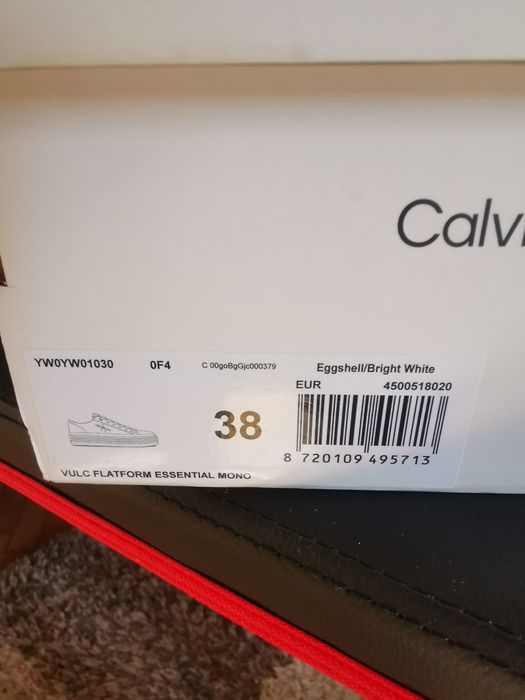 Calvi
YW0YW01030 0F4 C 00goBgGjc000379 Eggshell/Bright White
EUR 4500518020
38
8 720109 495713
VULC FLATFORM ESSENTIAL MONO